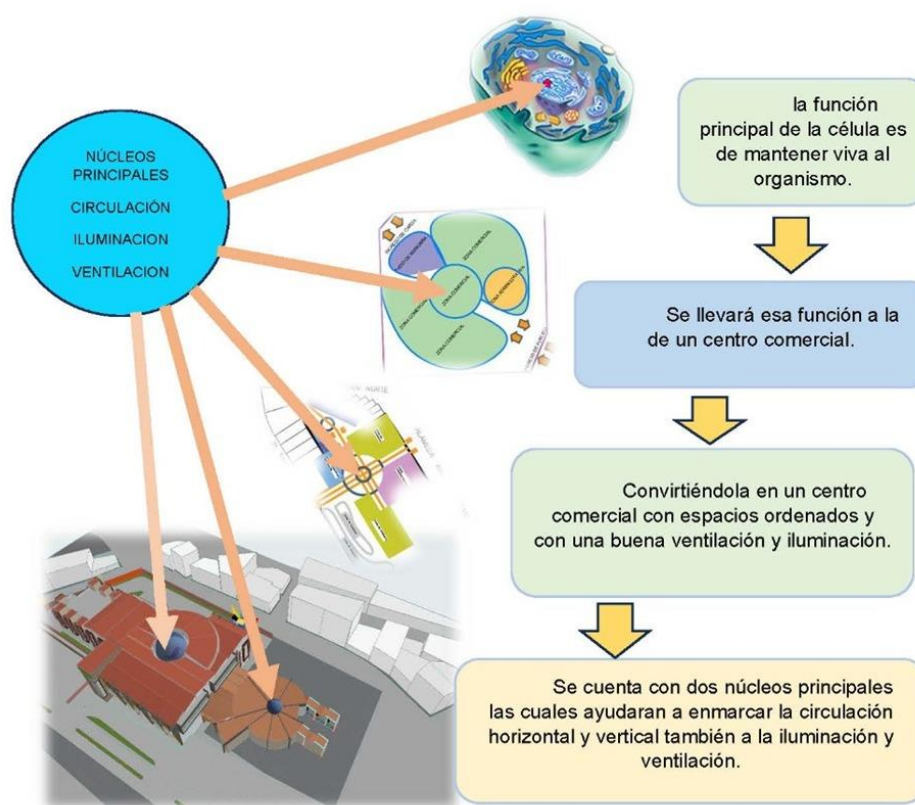 NÚCLEOS
PRINCIPALES
CIRCULACIÓN
ILUMINACION
VENTILACION
la función
principal de la célula es
de mantener viva al
organismo.
ZONA COMERCIAL
ZONA COMERCIAL
ZONA COMERCIAL
ZONA COMERCIAL
Se llevará esa función a la
de un centro comercial.
Convirtiéndola en un centro
comercial con espacios ordenados y
con una buena ventilación y iluminación.
Se cuenta con dos núcleos principales
las cuales ayudaran a enmarcar la circulación
horizontal y vertical también a la iluminación y
ventilación.